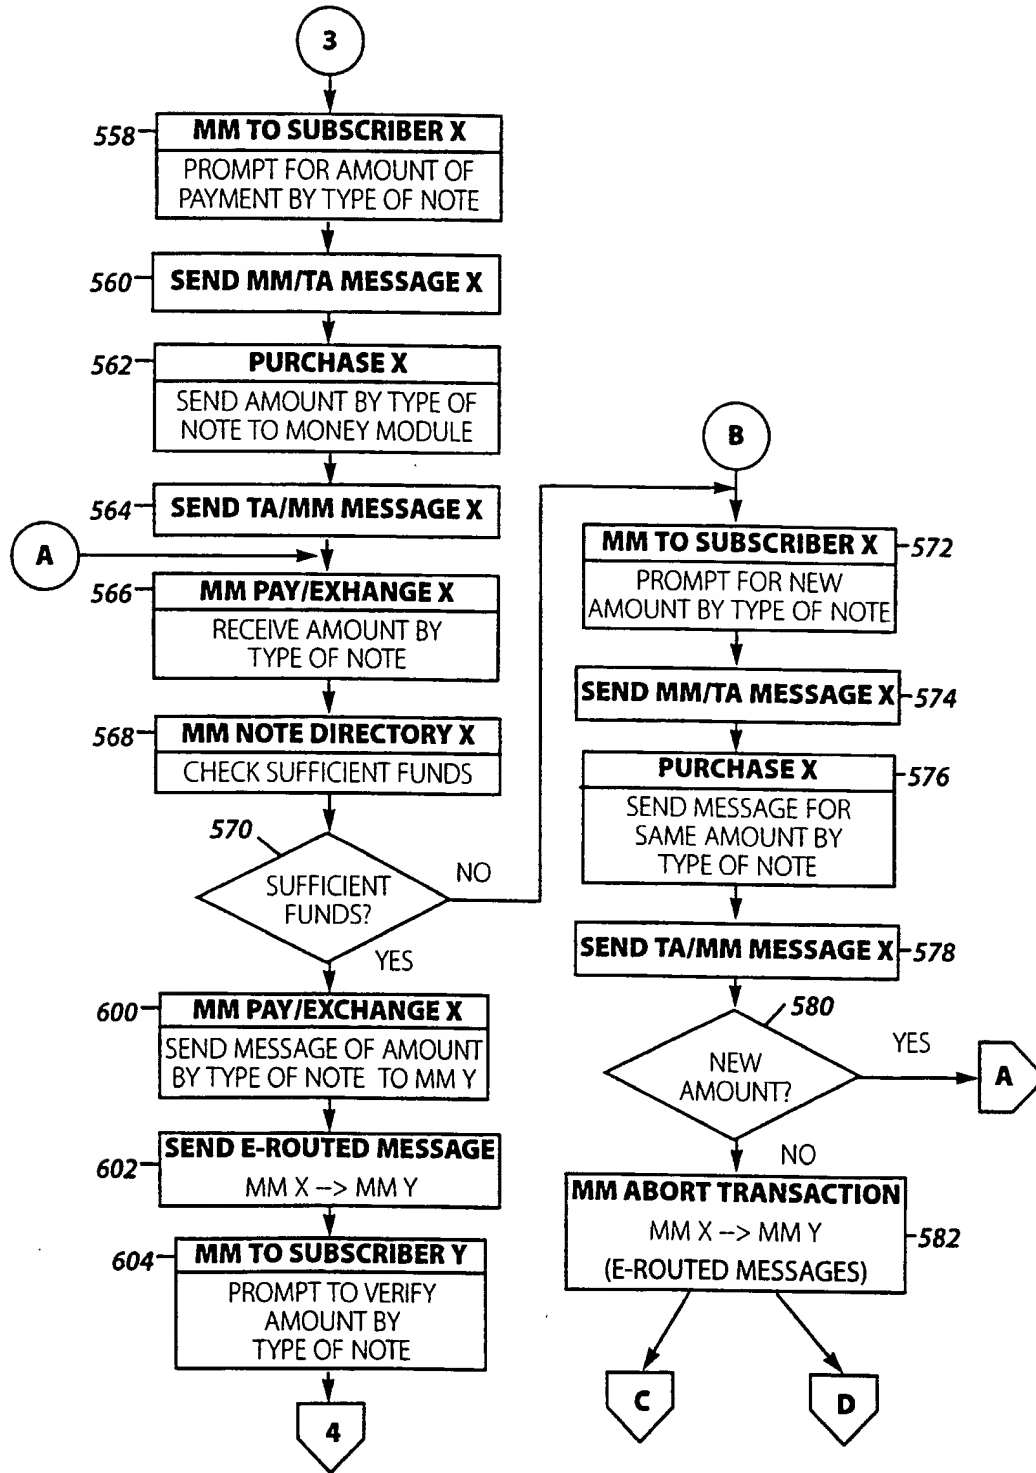 3
558
MM TO SUBSCRIBER X
PROMPT FOR AMOUNT OF
PAYMENT BY TYPE OF NOTE
560
SEND MM/TA MESSAGE X
562
PURCHASE X
SEND AMOUNT BY TYPE OF
NOTE TO MONEY MODULE
564
SEND TA/MM MESSAGE X
A
566
MM PAY/EXHANGE X
RECEIVE AMOUNT BY
TYPE OF NOTE
568
MM NOTE DIRECTORY X
CHECK SUFFICIENT FUNDS
570
SUFFICIENT
FUNDS?
NO
YES
600
MM PAY/EXCHANGE X
SEND MESSAGE OF AMOUNT
BY TYPE OF NOTE TO MM Y
602
SEND E-ROUTED MESSAGE
MM X --> MM Y
604
MM TO SUBSCRIBER Y
PROMPT TO VERIFY
AMOUNT BY
TYPE OF NOTE
4
B
MM TO SUBSCRIBER X
572
PROMPT FOR NEW
AMOUNT BY TYPE OF NOTE
SEND MM/TA MESSAGE X
574
PURCHASE X
576
SEND MESSAGE FOR
SAME AMOUNT BY
TYPE OF NOTE
SEND TA/MM MESSAGE X
578
580
NEW
AMOUNT?
YES
A
NO
MM ABORT TRANSACTION
MM X --> MM Y
(E-ROUTED MESSAGES)
582
C
D